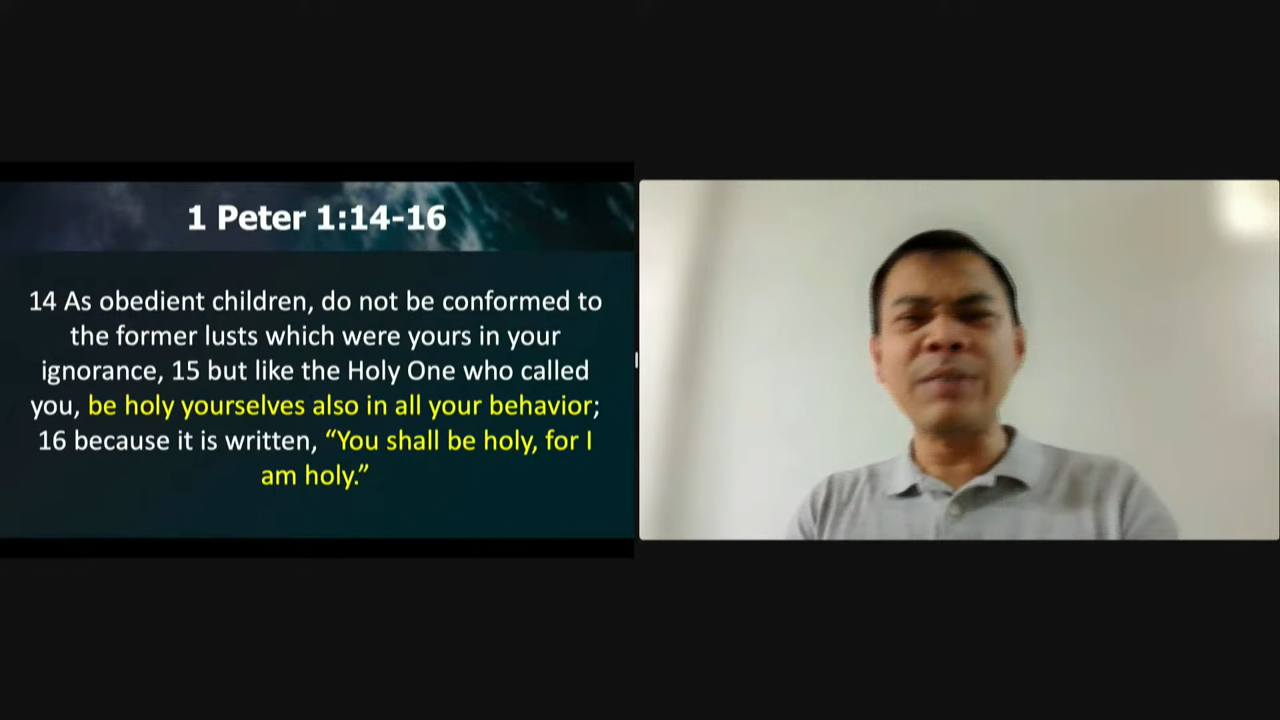 1 Peter 1:14-16
14 As obedient children, do not be conformed to
the former lusts which were yours in your
ignorance, 15 but like the Holy One who called
you, be holy yourselves also in all your behavior;
16 because it is written, “You shall be holy, for I
am holy.”